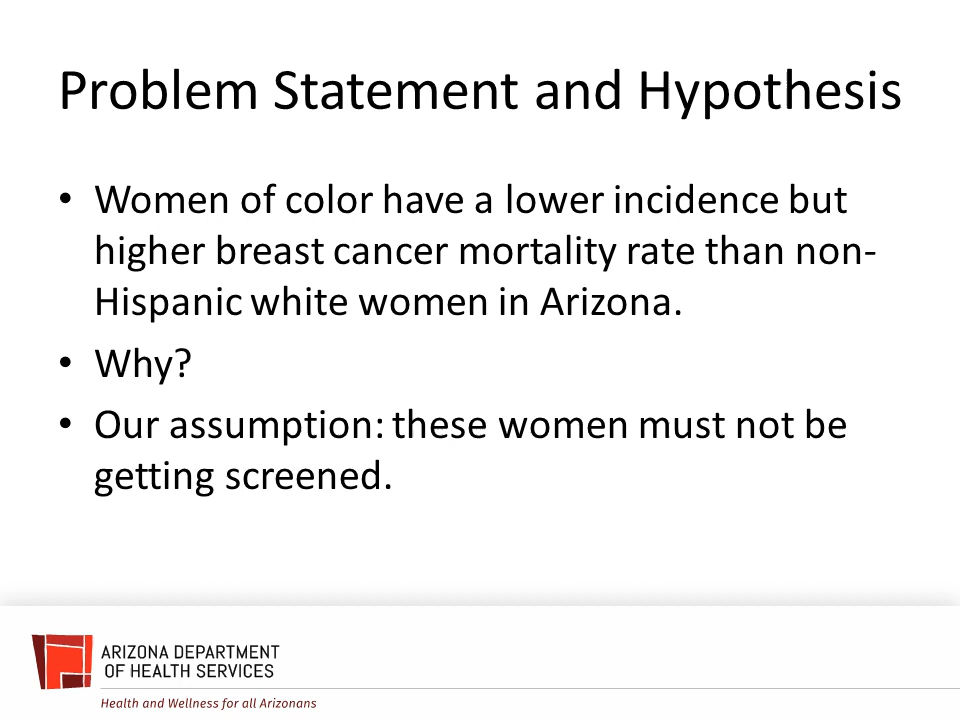 Problem Statement and Hypothesis
• Women of color have a lower incidence but
higher breast cancer mortality rate than non-
Hispanic white women in Arizona.
• Why?
• Our assumption: these women must not be
getting screened.
ARIZONA DEPARTMENT
OF HEALTH SERVICES
Health and Wellness for all Arizonans